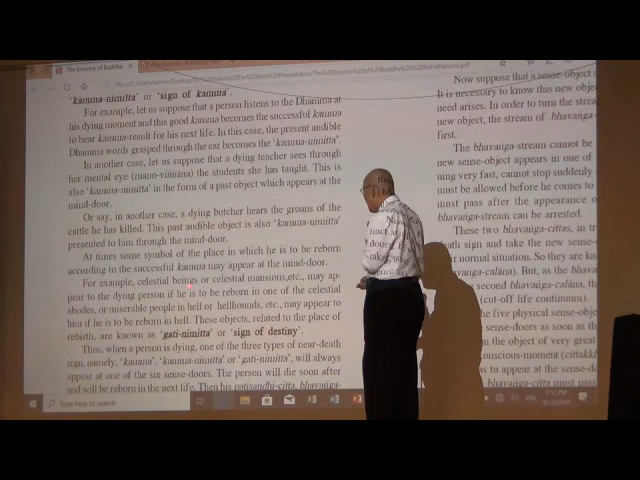 The Essence of Buddha
'kamma-nimitta' or 'sign of kamma'.
For example, let us suppose that a person listens to the Dhamma at
his dying moment and this good kamma becomes the successful kamma
to bear kamma-result for his next life. In this case, the present audible
Dhamma words grasped through the ear becomes the 'kamma-nimitta'.
In another case, let us suppose that a dying teacher sees through
her mental eye (mano-viññāṇa) the students she has taught. This is
also 'kamma-nimitta' in the form of a past object which appears at the
mind-door.
Or say, in another case, a dying butcher hears the groans of the
cattle he has killed. This past audible object is also 'kamma-nimitta'
presented to him through the mind-door.
At times some symbol of the place in which he is to be reborn
according to the successful kamma may appear at the mind-door.
For example, celestial beings or celestial mansions,etc., may ap-
pear to the dying person if he is to be reborn in one of the celestial
abodes, or miserable people in hell or hellhounds, etc., may appear to
him if he is to be reborn in hell. These objects, related to the place of
rebirth, are known as 'gati-nimitta' or 'sign of destiny'.
Thus, when a person is dying, one of the three types of near-death
sign, namely, 'kamma', 'kamma-nimitta' or 'gati-nimitta', will always
appear at one of the six sense-doors. The person will die soon after
and will be reborn in the next life. Then his patisandhi-citta, bhavaṅga-
Now suppose that a sense-object
It is necessary to know this new obje
need arises. In order to turn the strea
new object, the stream of bhavaṅg
first.
The bhavaṅga-stream cannot be
new sense-object appears in one of
ning very fast, cannot stop suddenly
must be allowed before he comes to
must pass after the appearance o
bhavaṅga-stream can be arrested.
These two bhavaṅga-cittas, in tr
death sign and take the new sense-
normal situation. So they are kn
(bhavaṅga-calana). But, as the bhava
second bhavaṅga-calana, the
(cut-off life continuum).
the five physical sense-obje
sense-doors as soon as th
the object of very great
conscious-moment (cittakkh
s to appear at the sense-do
bhavaṅga-citta must pass
Type here to search
ENG